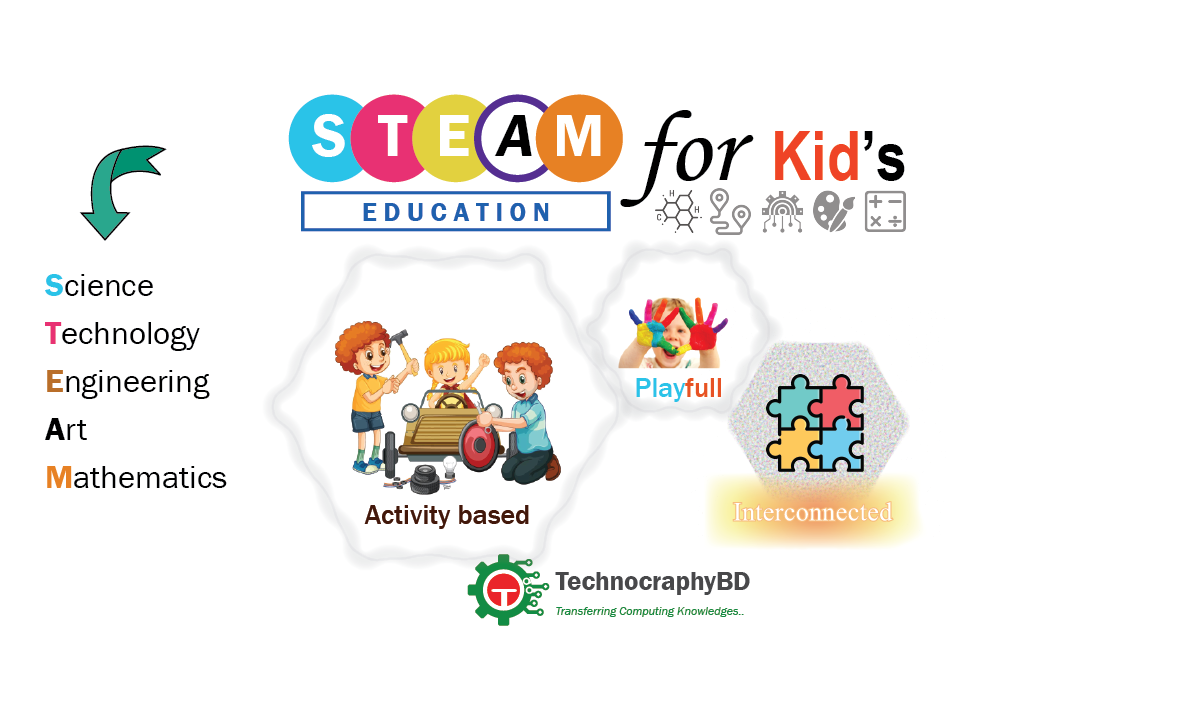 STEAM for Kid's
EDUCATION
Science
Technology
Engineering
Art
Mathematics
Playfull
Activity based
Interconnected
TechnocraphyBD
Transferring Computing Knowledges..